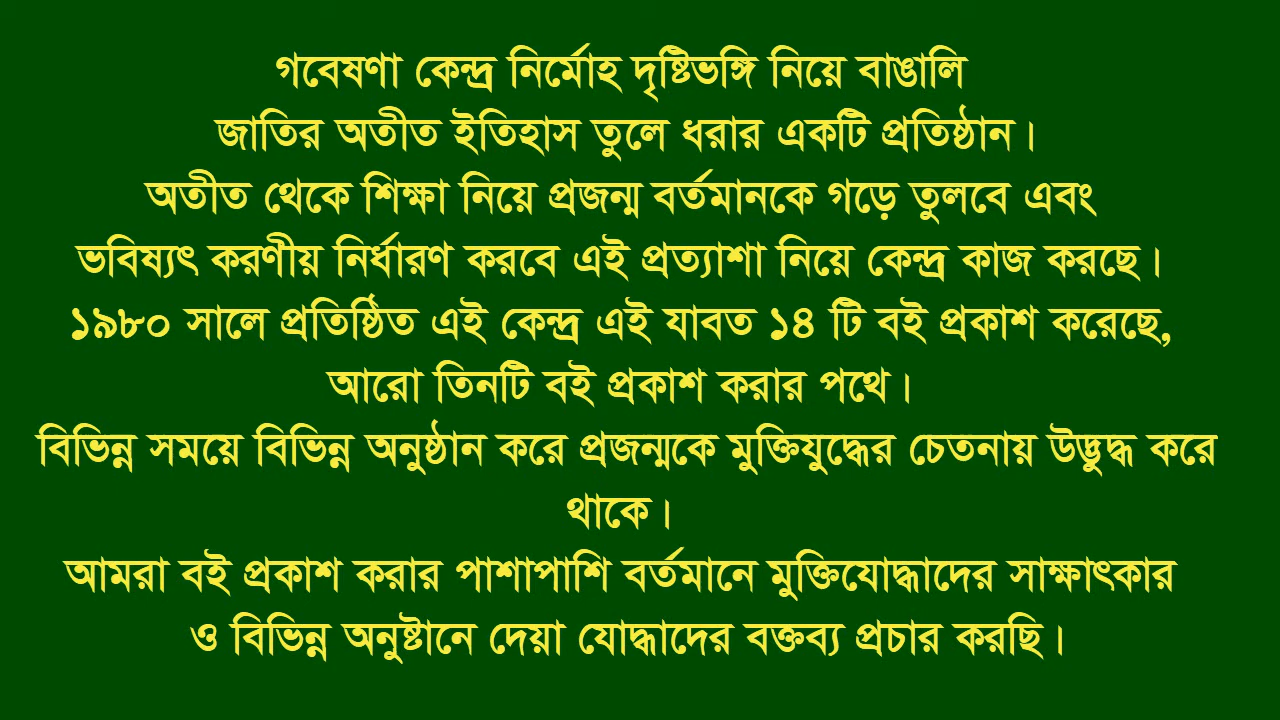 গবেষণা কেন্দ্র নির্মোহ দৃষ্টিভঙ্গি নিয়ে বাঙালি
জাতির অতীত ইতিহাস তুলে ধরার একটি প্রতিষ্ঠান।
অতীত থেকে শিক্ষা নিয়ে প্রজন্ম বর্তমানকে গড়ে তুলবে এবং
ভবিষ্যৎ করণীয় নির্ধারণ করবে এই প্রত্যাশা নিয়ে কেন্দ্র কাজ করছে।
১৯৮০ সালে প্রতিষ্ঠিত এই কেন্দ্র এই যাবত ১৪ টি বই প্রকাশ করেছে,
আরো তিনটি বই প্রকাশ করার পথে।
বিভিন্ন সময়ে বিভিন্ন অনুষ্ঠান করে প্রজন্মকে মুক্তিযুদ্ধের চেতনায় উদ্ভুদ্ধ করে
থাকে।
আমরা বই প্রকাশ করার পাশাপাশি বর্তমানে মুক্তিযোদ্ধাদের সাক্ষাৎকার
ও বিভিন্ন অনুষ্টানে দেয়া যোদ্ধাদের বক্তব্য প্রচার করছি।